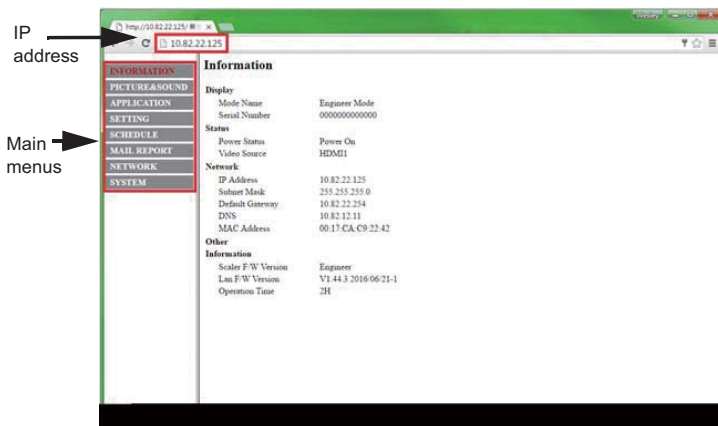 IP
address
Main
menus
http://10.82.22.125/
10.82.22.125
INFORMATION
PICTURE&SOUND
APPLICATION
SETTING
SCHEDULE
MAIL REPORT
NETWORK
SYSTEM
Information
Display
Mode Name Engineer Mode
Serial Number 0000000000000
Status
Power Status Power On
Video Source HDMI1
Network
IP Address 10.82.22.125
Subnet Mask 255.255.255.0
Default Gateway 10.82.22.254
DNS 10.82.12.11
MAC Address 00:17:CA:C9:22:42
Other
Information
Scaler F/W Version Engineer
Lan F/W Version V1.44.3 2016/06/21-1
Operation Time 2H